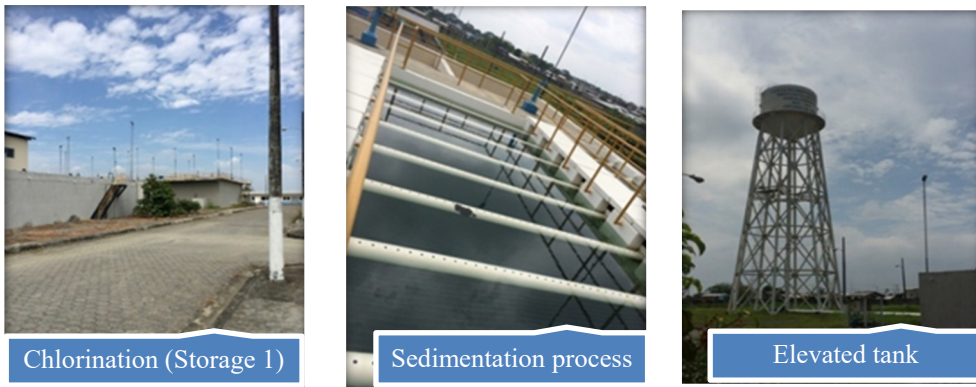 Chlorination (Storage 1)
Sedimentation process
Elevated tank